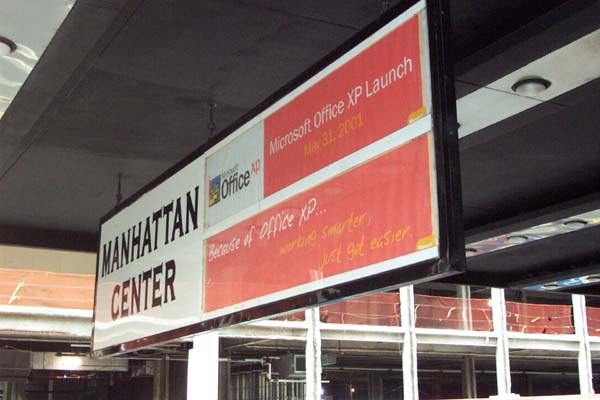 MANHATTAN
CENTER
Microsoft
Office xp
Microsoft Office XP Launch
May 31, 2001
Because of Office XP...
working smarter,
just got easier.